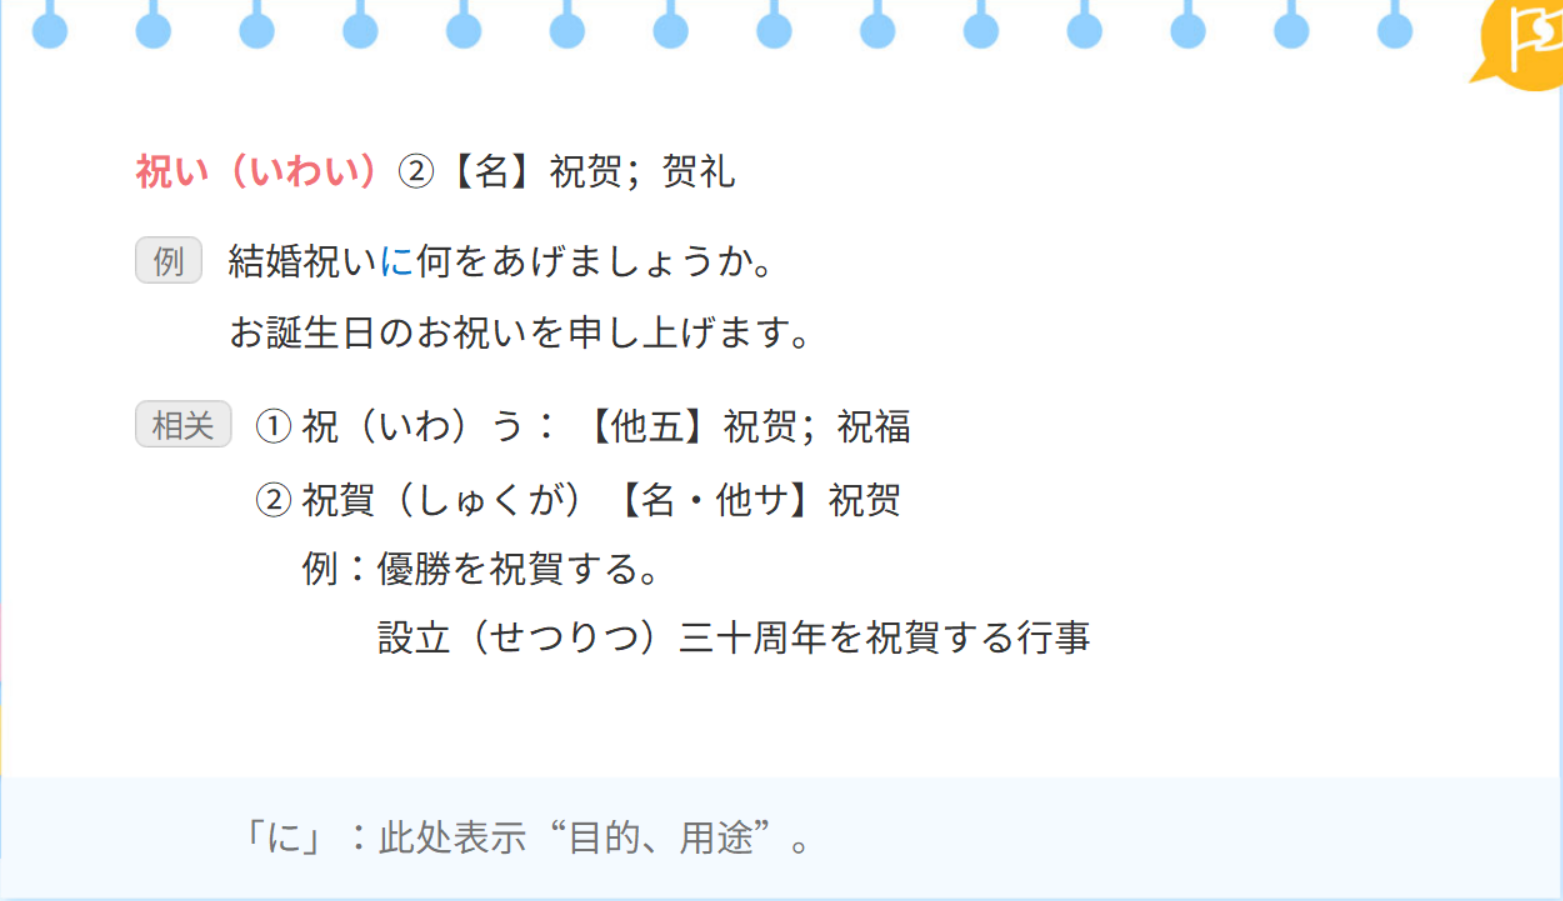 祝い（いわい）②【名】祝贺；贺礼
例 結婚祝いに何をあげましょうか。
お誕生日のお祝いを申し上げます。
相关 ① 祝（いわ）う：【他五】祝贺；祝福
② 祝賀（しゅくが）【名・他サ】祝贺
例：優勝を祝賀する。
設立（せつりつ）三十周年を祝賀する行事
「に」：此处表示“目的、用途”。